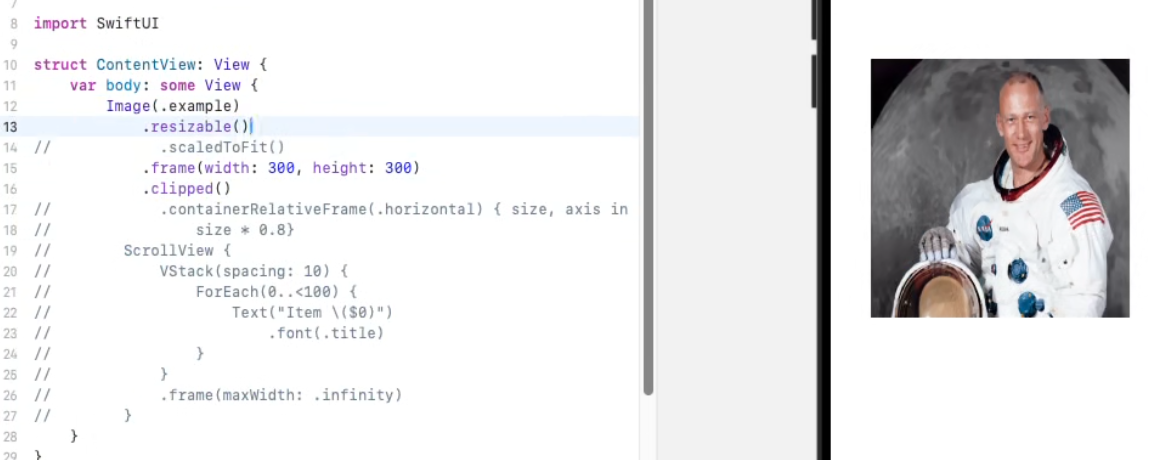 7
8 import SwiftUI
9
10 struct ContentView: View {
11     var body: some View {
12         Image(.example)
13             .resizable()
14 //            .scaledToFit()
15             .frame(width: 300, height: 300)
16             .clipped()
17 //            .containerRelativeFrame(.horizontal) { size, axis in
18 //                size * 0.8}
19 //        ScrollView {
20 //            VStack(spacing: 10) {
21 //                ForEach(0..<100) {
22 //                    Text("Item \($0)")
23 //                        .font(.title)
24 //                }
25 //            }
26 //            .frame(maxWidth: .infinity)
27 //        }
28     }
29 }
NASA